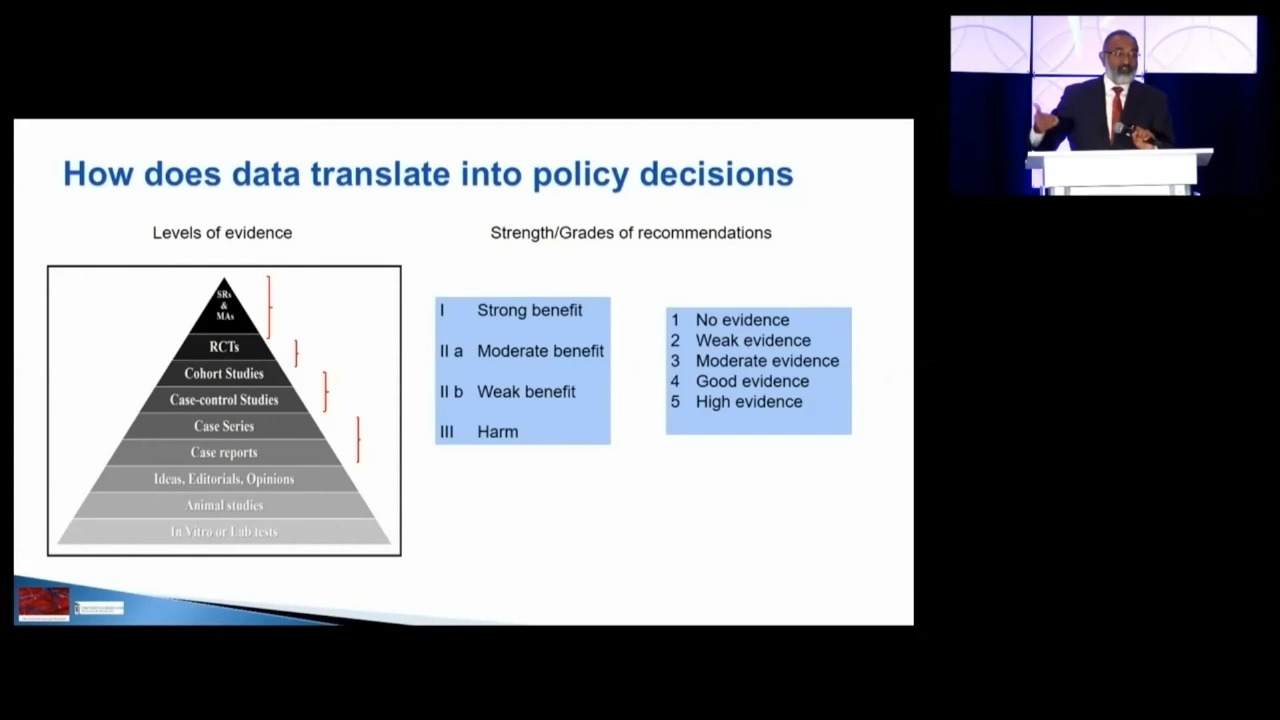 How does data translate into policy decisions
Levels of evidence
SRs
&
MAs
RCTs
Cohort Studies
Case-control Studies
Case Series
Case reports
Ideas, Editorials, Opinions
Animal studies
In Vitro or Lab tests
Strength/Grades of recommendations
I Strong benefit
II a Moderate benefit
II b Weak benefit
III Harm
1 No evidence
2 Weak evidence
3 Moderate evidence
4 Good evidence
5 High evidence